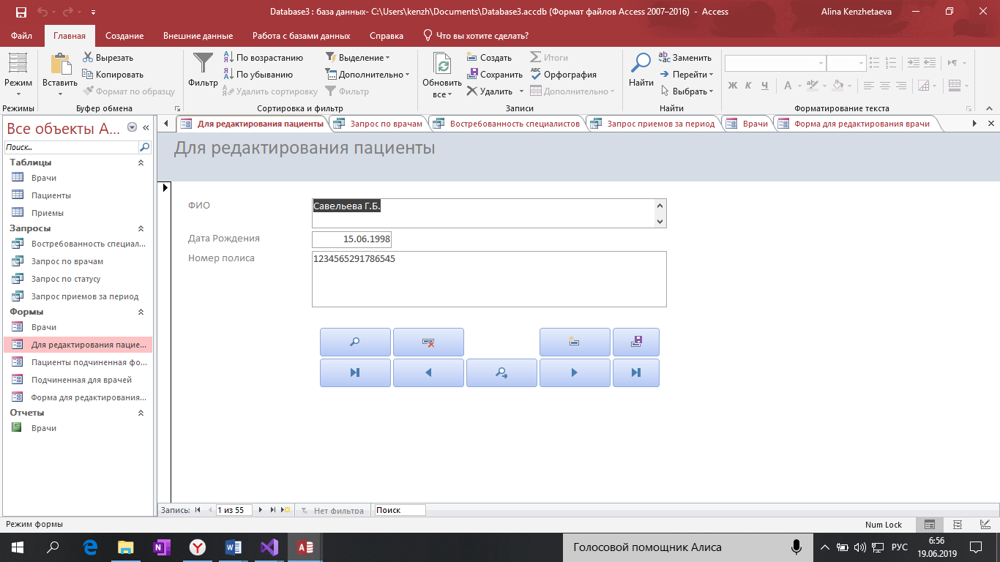 Database3 : база данных- C:\Users\kenzh\Documents\Database3.accdb (Формат файлов Access 2007–2016) - Access
Alina Kenzhetaeva
Файл Главная Создание Внешние данные Работа с базами данных Справка Что вы хотите сделать?
Режим
Режимы
Вставить
Вырезать
Копировать
Формат по образцу
Буфер обмена
Фильтр
По возрастанию
По убыванию
Удалить сортировку
Выделение
Дополнительно
Фильтр
Сортировка и фильтр
Обновить
все
Создать
Сохранить
Удалить
Итоги
Орфография
Дополнительно
Записи
Найти
Заменить
Перейти
Выбрать
Найти
Ж К Ч А
Форматирование текста
Все объекты A...
Поиск...
Таблицы
Врачи
Пациенты
Приемы
Запросы
Востребованность специал...
Запрос по врачам
Запрос по статусу
Запрос приемов за период
Формы
Врачи
Для редактирования пацие...
Пациенты подчиненная фо...
Подчиненная для врачей
Форма для редактирования...
Отчеты
Врачи
Для редактирования пациенты Запрос по врачам Востребованность специалистов Запрос приемов за период Врачи Форма для редактирования врачи
Для редактирования пациенты
ФИО Савельева Г.Б.
Дата Рождения 15.06.1998
Номер полиса 1234565291786545
Запись: 1 из 55 Нет фильтра Поиск
Режим формы Num Lock
Голосовой помощник Алиса
РУС
6:56
19.06.2019